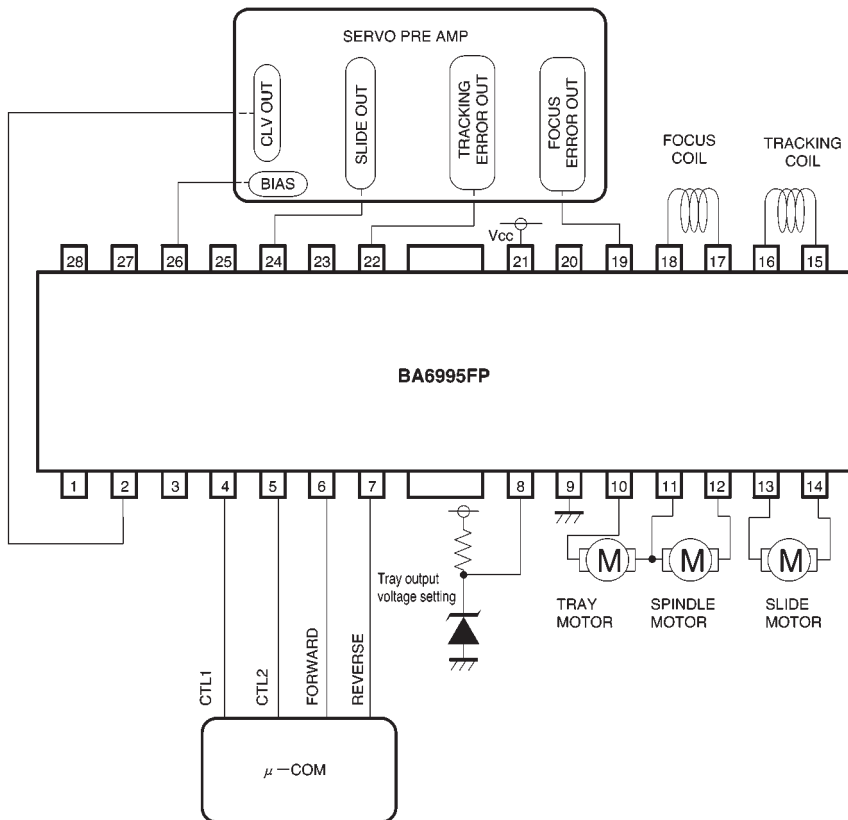 SERVO PRE AMP
CLV OUT
SLIDE OUT
TRACKING
ERROR OUT
FOCUS
ERROR OUT
BIAS
FOCUS
COIL
TRACKING
COIL
Vcc
28 27 26 25 24 23 22 21 20 19 18 17 16 15
BA6995FP
1 2 3 4 5 6 7 8 9 10 11 12 13 14
M M M
Tray output
voltage setting
TRAY
MOTOR
SPINDLE
MOTOR
SLIDE
MOTOR
CTL1
CTL2
FORWARD
REVERSE
μ−COM